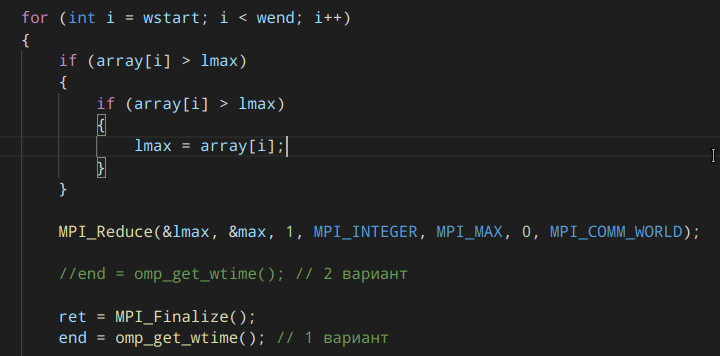 for (int i = wstart; i < wend; i++)
{
    if (array[i] > lmax)
    {
        if (array[i] > lmax)
        {
            lmax = array[i];
        }
    }
    MPI_Reduce(&lmax, &max, 1, MPI_INTEGER, MPI_MAX, 0, MPI_COMM_WORLD);
    //end = omp_get_wtime(); // 2 вариант
    ret = MPI_Finalize();
    end = omp_get_wtime(); // 1 вариант